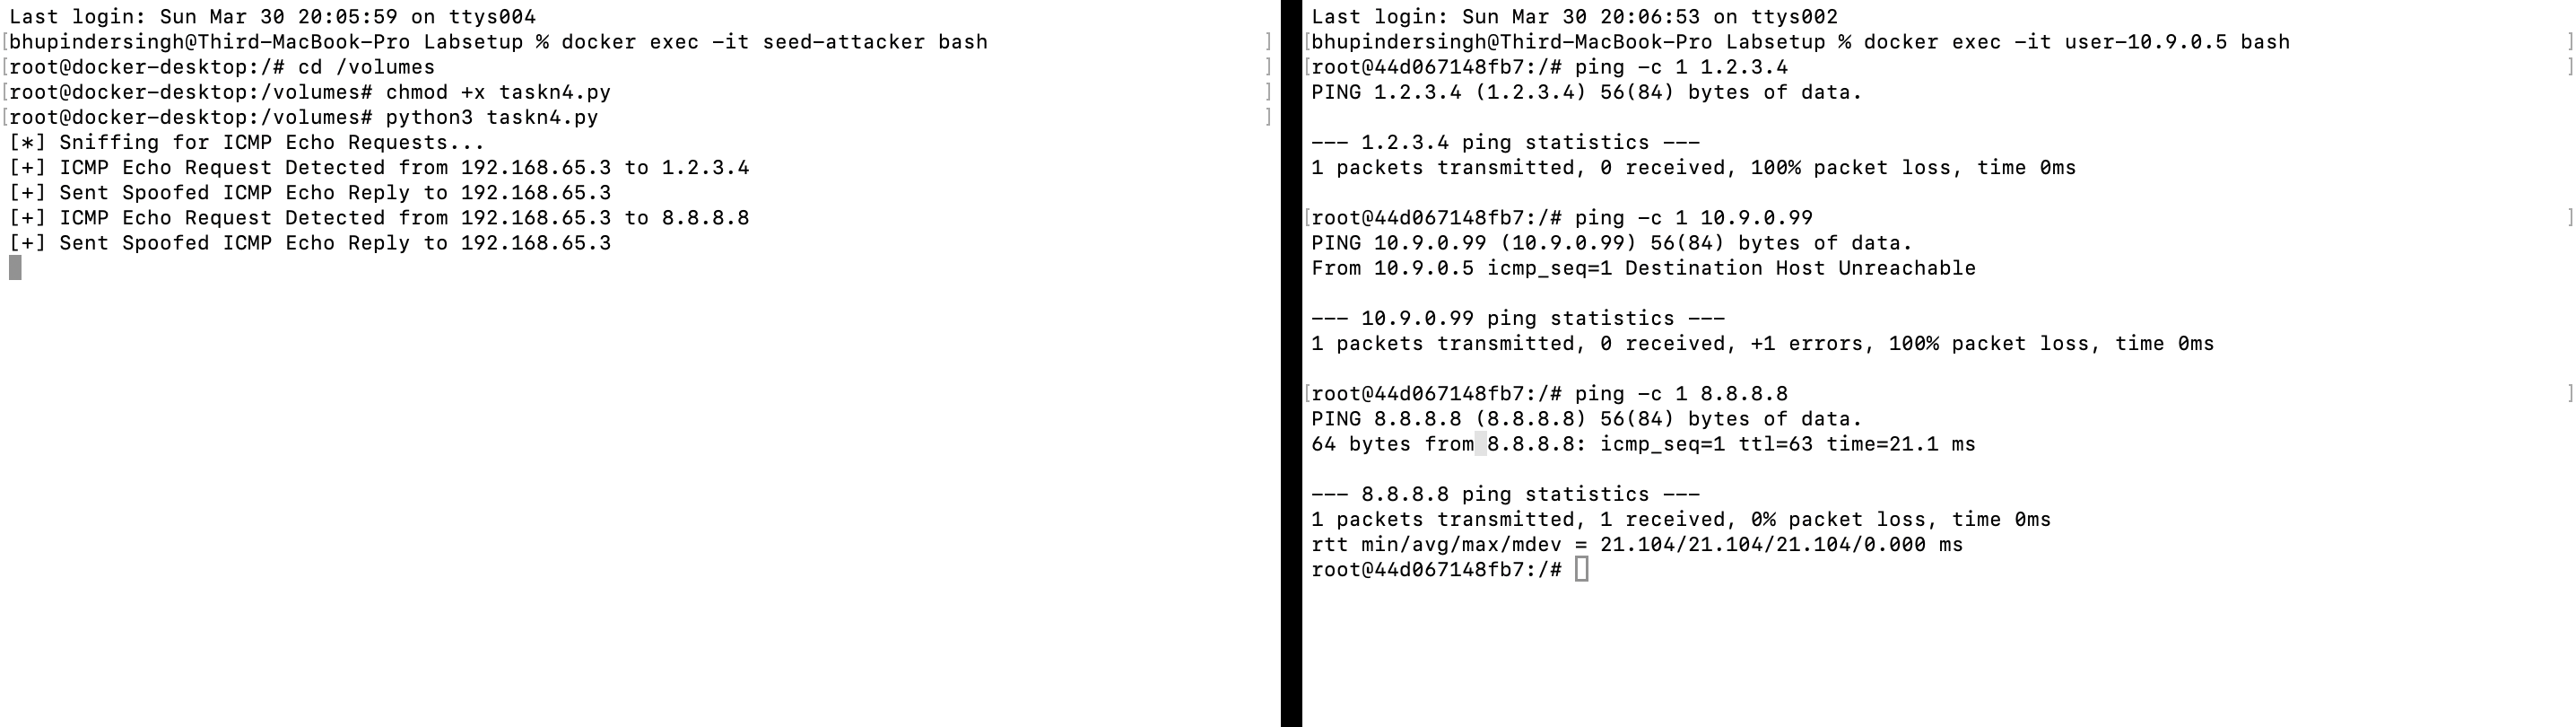 Last login: Sun Mar 30 20:05:59 on ttys004
[bhupindersingh@Third-MacBook-Pro Labsetup % docker exec -it seed-attacker bash ]
[root@docker-desktop:/# cd /volumes ]
[root@docker-desktop:/volumes# chmod +x taskn4.py ]
[root@docker-desktop:/volumes# python3 taskn4.py ]
[*] Sniffing for ICMP Echo Requests...
[+] ICMP Echo Request Detected from 192.168.65.3 to 1.2.3.4
[+] Sent Spoofed ICMP Echo Reply to 192.168.65.3
[+] ICMP Echo Request Detected from 192.168.65.3 to 8.8.8.8
[+] Sent Spoofed ICMP Echo Reply to 192.168.65.3
Last login: Sun Mar 30 20:06:53 on ttys002
[bhupindersingh@Third-MacBook-Pro Labsetup % docker exec -it user-10.9.0.5 bash ]
[root@44d067148fb7:/# ping -c 1 1.2.3.4 ]
PING 1.2.3.4 (1.2.3.4) 56(84) bytes of data.
--- 1.2.3.4 ping statistics ---
1 packets transmitted, 0 received, 100% packet loss, time 0ms
[root@44d067148fb7:/# ping -c 1 10.9.0.99 ]
PING 10.9.0.99 (10.9.0.99) 56(84) bytes of data.
From 10.9.0.5 icmp_seq=1 Destination Host Unreachable
--- 10.9.0.99 ping statistics ---
1 packets transmitted, 0 received, +1 errors, 100% packet loss, time 0ms
[root@44d067148fb7:/# ping -c 1 8.8.8.8 ]
PING 8.8.8.8 (8.8.8.8) 56(84) bytes of data.
64 bytes from 8.8.8.8: icmp_seq=1 ttl=63 time=21.1 ms
--- 8.8.8.8 ping statistics ---
1 packets transmitted, 1 received, 0% packet loss, time 0ms
rtt min/avg/max/mdev = 21.104/21.104/21.104/0.000 ms
root@44d067148fb7:/#